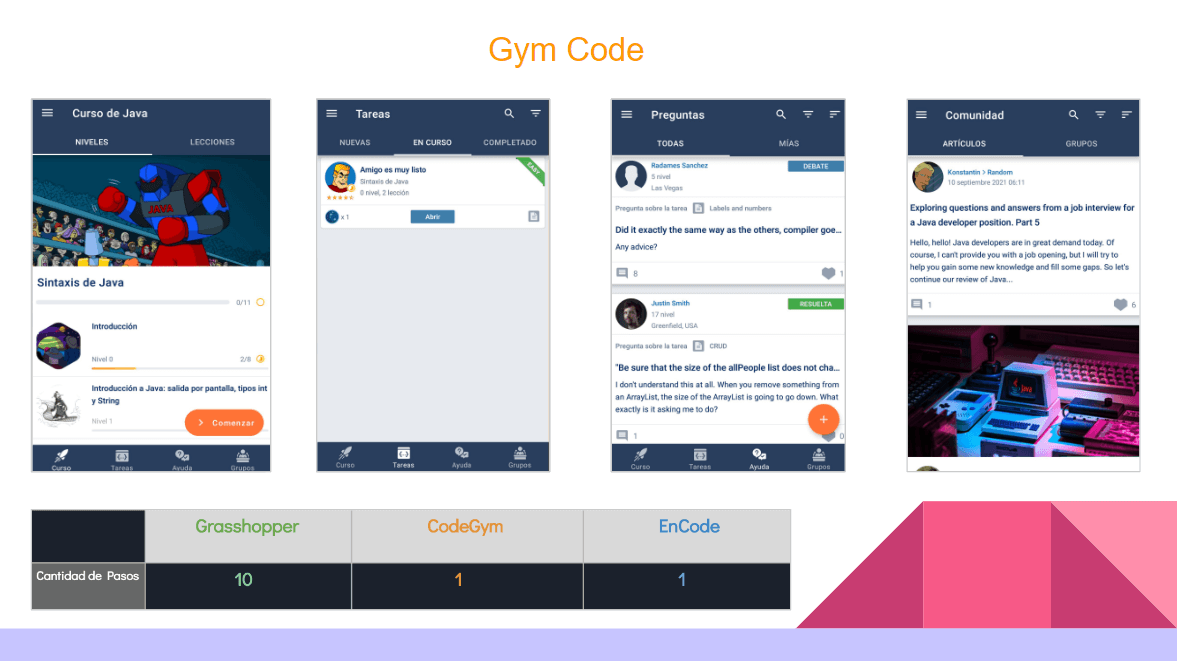 Gym Code
Curso de Java
NIVELES LECCIONES
JAVA
Sintaxis de Java
0/11
Introducción
Nivel 0 2/8
Introducción a Java: salida por pantalla, tipos int
y String
Nivel 1
Comenzar
Curso Tareas Ayuda Grupos
Tareas
NUEVAS EN CURSO COMPLETADO
EASY
Amigo es muy listo
Sintaxis de Java
0 nivel, 2 lección
x 1 Abrir
Curso Tareas Ayuda Grupos
Preguntas
TODAS MÍAS
Radames Sanchez DEBATE
5 nivel
Las Vegas
Pregunta sobre la tarea Labels and numbers
Did it exactly the same way as the others, compiler goe...
Any advice?
8 1
Justin Smith RESUELTA
17 nivel
Greenfield, USA
Pregunta sobre la tarea CRUD
"Be sure that the size of the allPeople list does not cha...
I don't understand this at all. When you remove something from
an ArrayList, the size of the ArrayList is going to go down. What
exactly is it asking me to do?
+
1 0
Curso Tareas Ayuda Grupos
Comunidad
ARTÍCULOS GRUPOS
Konstantin > Random
10 septiembre 2021 06:11
Exploring questions and answers from a job interview for
a Java developer position. Part 5
Hello, hello! Java developers are in great demand today. Of
course, I can't provide you with a job opening, but I will try to
help you gain some new knowledge and fill some gaps. So let's
continue our review of Java...
1 6
Java
Grasshopper CodeGym EnCode
Cantidad de Pasos 10 1 1